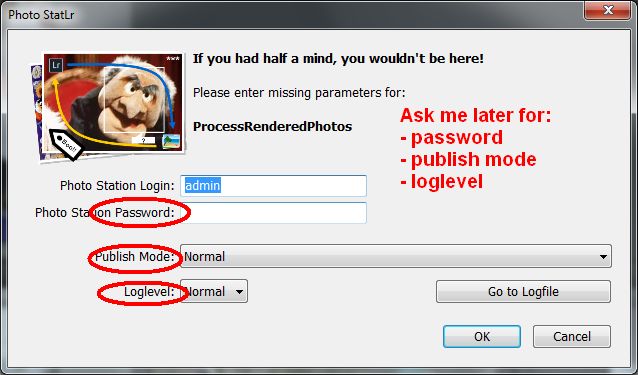 Photo StatLr
Lr
***
?
Boo!!
If you had half a mind, you wouldn't be here!
Please enter missing parameters for:
ProcessRenderedPhotos
Ask me later for:
- password
- publish mode
- loglevel
Photo Station Login: admin
Photo Station Password:
Publish Mode: Normal
Loglevel: Normal
Go to Logfile
OK Cancel